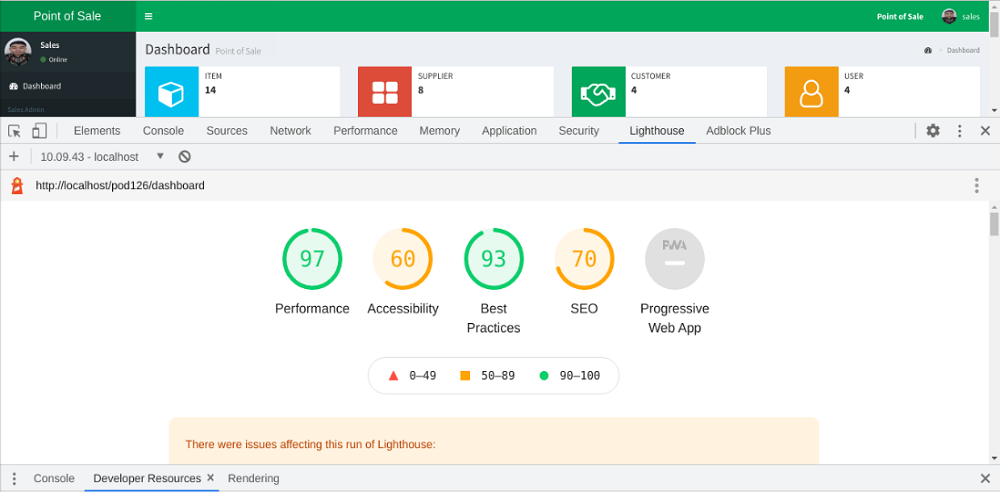 Point of Sale
Point of Sale
sales
Sales
Online
Dashboard
Sales Admin
Dashboard Point of Sale
Dashboard
ITEM
14
SUPPLIER
8
CUSTOMER
4
USER
4
Elements Console Sources Network Performance Memory Application Security Lighthouse Adblock Plus
10.09.43 - localhost
http://localhost/pod126/dashboard
97
Performance
60
Accessibility
93
Best
Practices
70
SEO
PWA
Progressive
Web App
0–49 50–89 90–100
There were issues affecting this run of Lighthouse:
Console Developer Resources Rendering